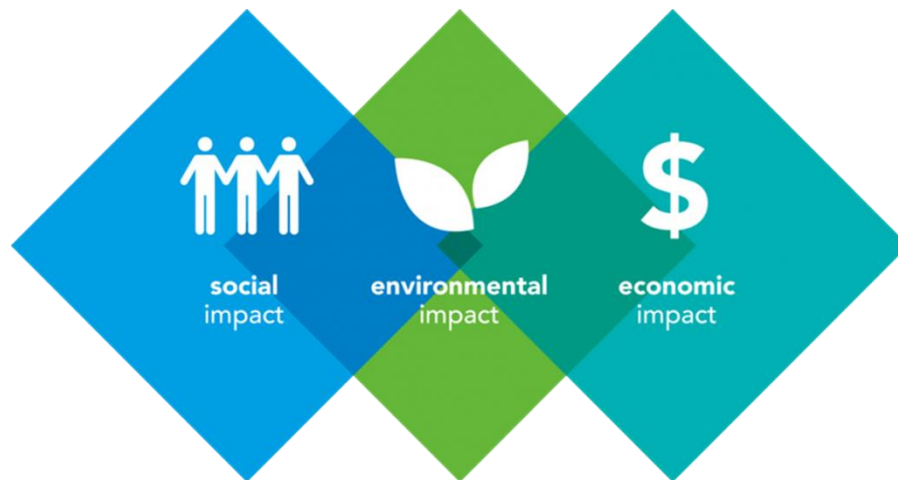 $
social
impact
environmental
impact
economic
impact